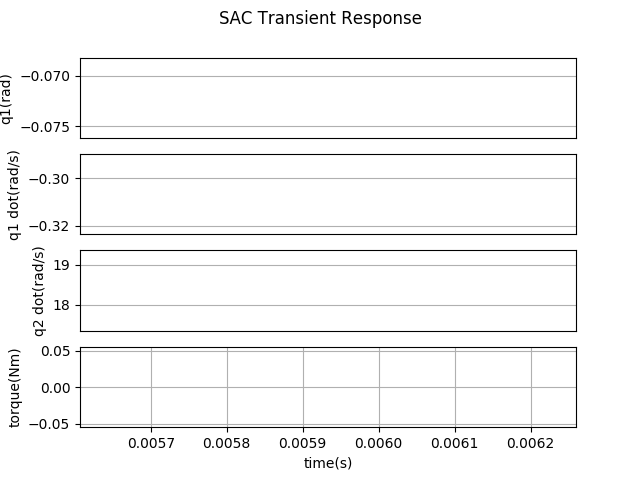 SAC Transient Response
q1(rad)
−0.070
−0.075
q1 dot(rad/s)
−0.30
−0.32
q2 dot(rad/s)
19
18
torque(Nm)
0.05
0.00
−0.05
0.0057 0.0058 0.0059 0.0060 0.0061 0.0062
time(s)